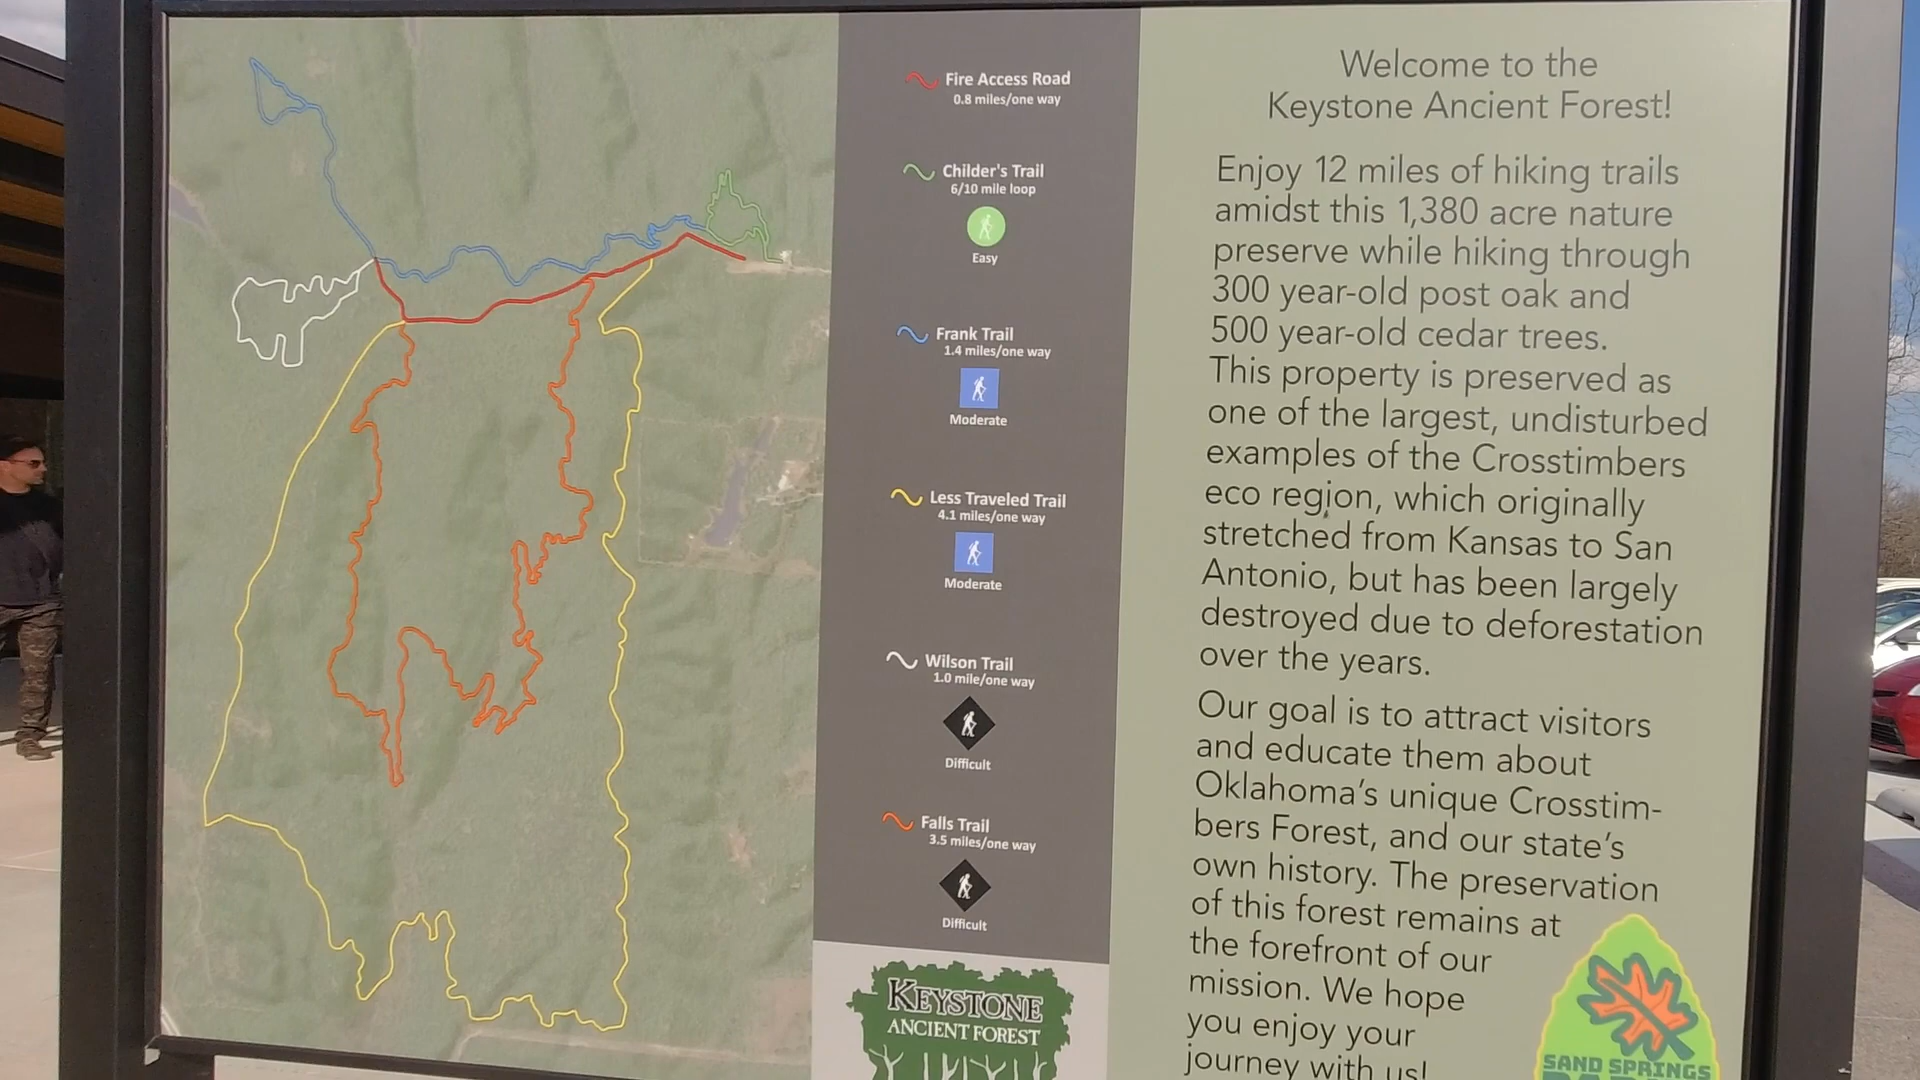 Fire Access Road
0.8 miles/one way
Childer's Trail
6/10 mile loop
Easy
Frank Trail
1.4 miles/one way
Moderate
Less Traveled Trail
4.1 miles/one way
Moderate
Wilson Trail
1.0 mile/one way
Difficult
Falls Trail
3.5 miles/one way
Difficult
KEYSTONE
ANCIENT FOREST
Welcome to the
Keystone Ancient Forest!
Enjoy 12 miles of hiking trails
amidst this 1,380 acre nature
preserve while hiking through
300 year-old post oak and
500 year-old cedar trees.
This property is preserved as
one of the largest, undisturbed
examples of the Crosstimbers
eco region, which originally
stretched from Kansas to San
Antonio, but has been largely
destroyed due to deforestation
over the years.
Our goal is to attract visitors
and educate them about
Oklahoma's unique Crosstim-
bers Forest, and our state's
own history. The preservation
of this forest remains at
the forefront of our
mission. We hope
you enjoy your
journey with us!
SAND SPRINGS